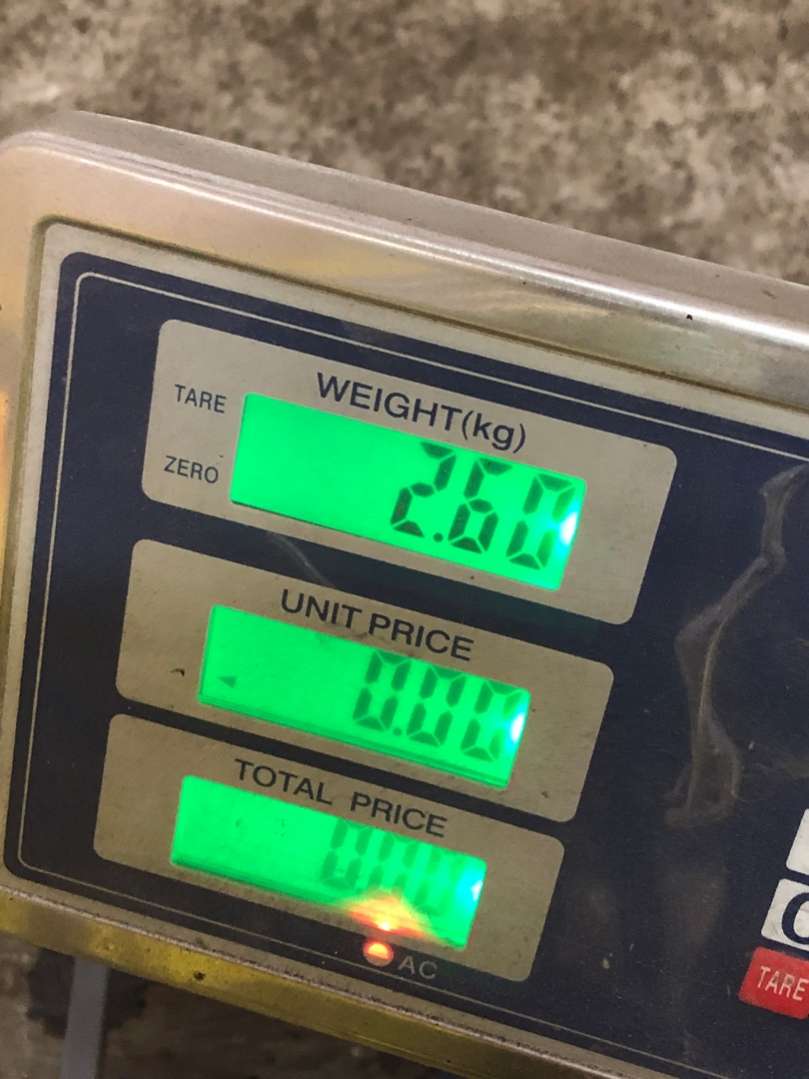 WEIGHT(kg)
TARE
ZERO
2.60
UNIT PRICE
0.00
TOTAL PRICE
AC
TARE